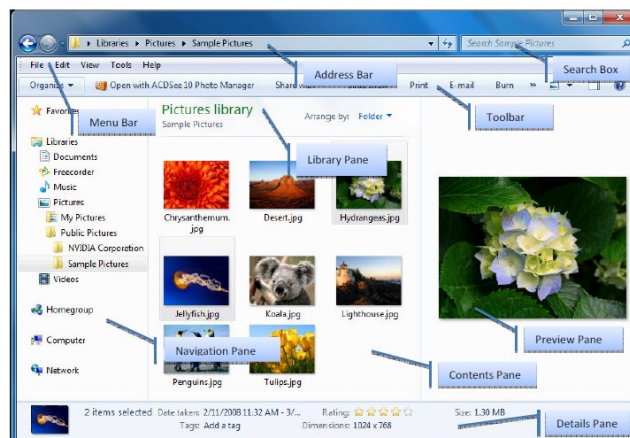 Libraries ▸ Pictures ▸ Sample Pictures
Search Sample Pictures
Address Bar
Search Box
File Edit View Tools Help
Organize
Open with ACDSee 10 Photo Manager
Print
E-mail
Burn
»
Menu Bar
Toolbar
Favorites
Libraries
Documents
Freecorder
Music
Pictures
My Pictures
Public Pictures
NVIDIA Corporation
Sample Pictures
Videos
Homegroup
Computer
Network
Navigation Pane
Pictures library
Sample Pictures
Arrange by: Folder
Library Pane
Chrysanthemum.
jpg
Desert.jpg
Hydrangeas.jpg
Jellyfish.jpg
Koala.jpg
Lighthouse.jpg
Penguins.jpg
Tulips.jpg
Preview Pane
Contents Pane
2 items selected
Date taken: 2/11/2008 11:32 AM - 3/...
Tags: Add a tag
Rating:
Dimensions: 1024 x 768
Size: 1.30 MB
Details Pane